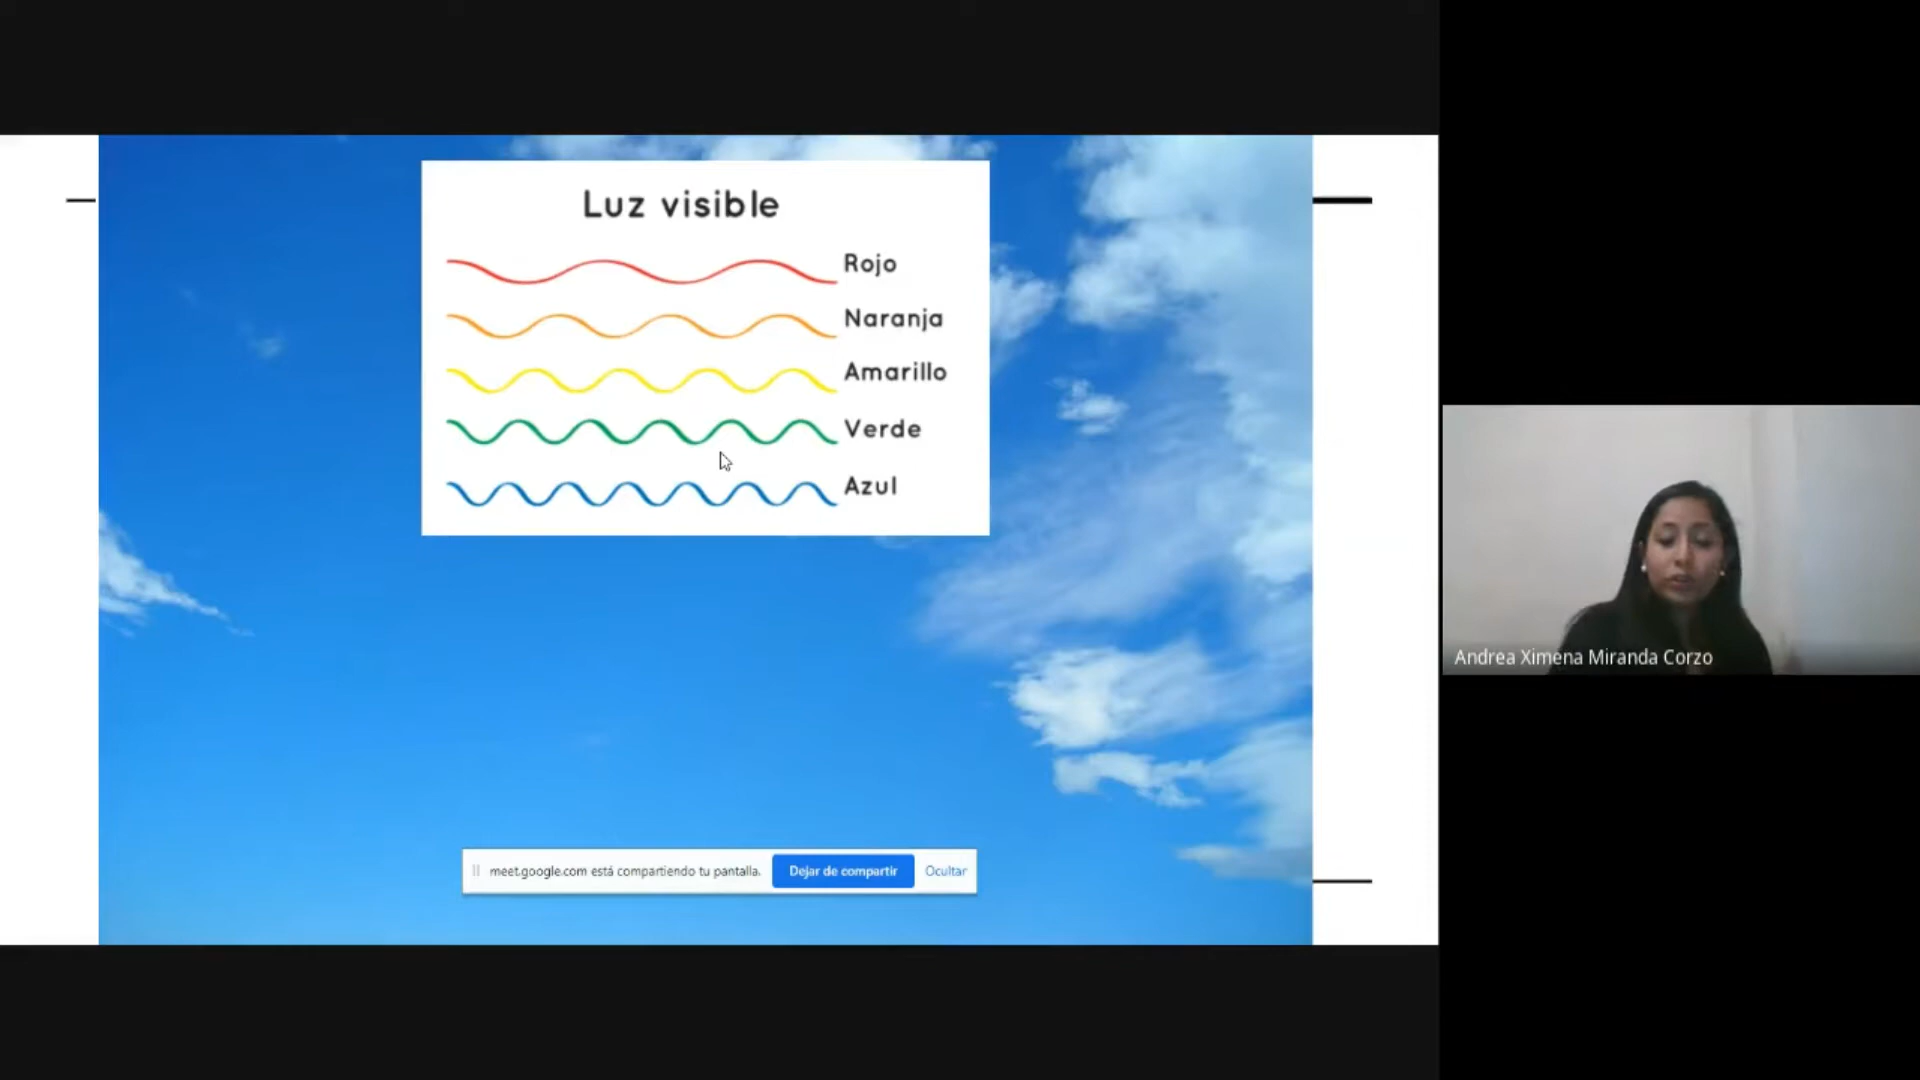 Luz visible
Rojo
Naranja
Amarillo
Verde
Azul
Andrea Ximena Miranda Corzo
meet.google.com está compartiendo tu pantalla. Dejar de compartir Ocultar